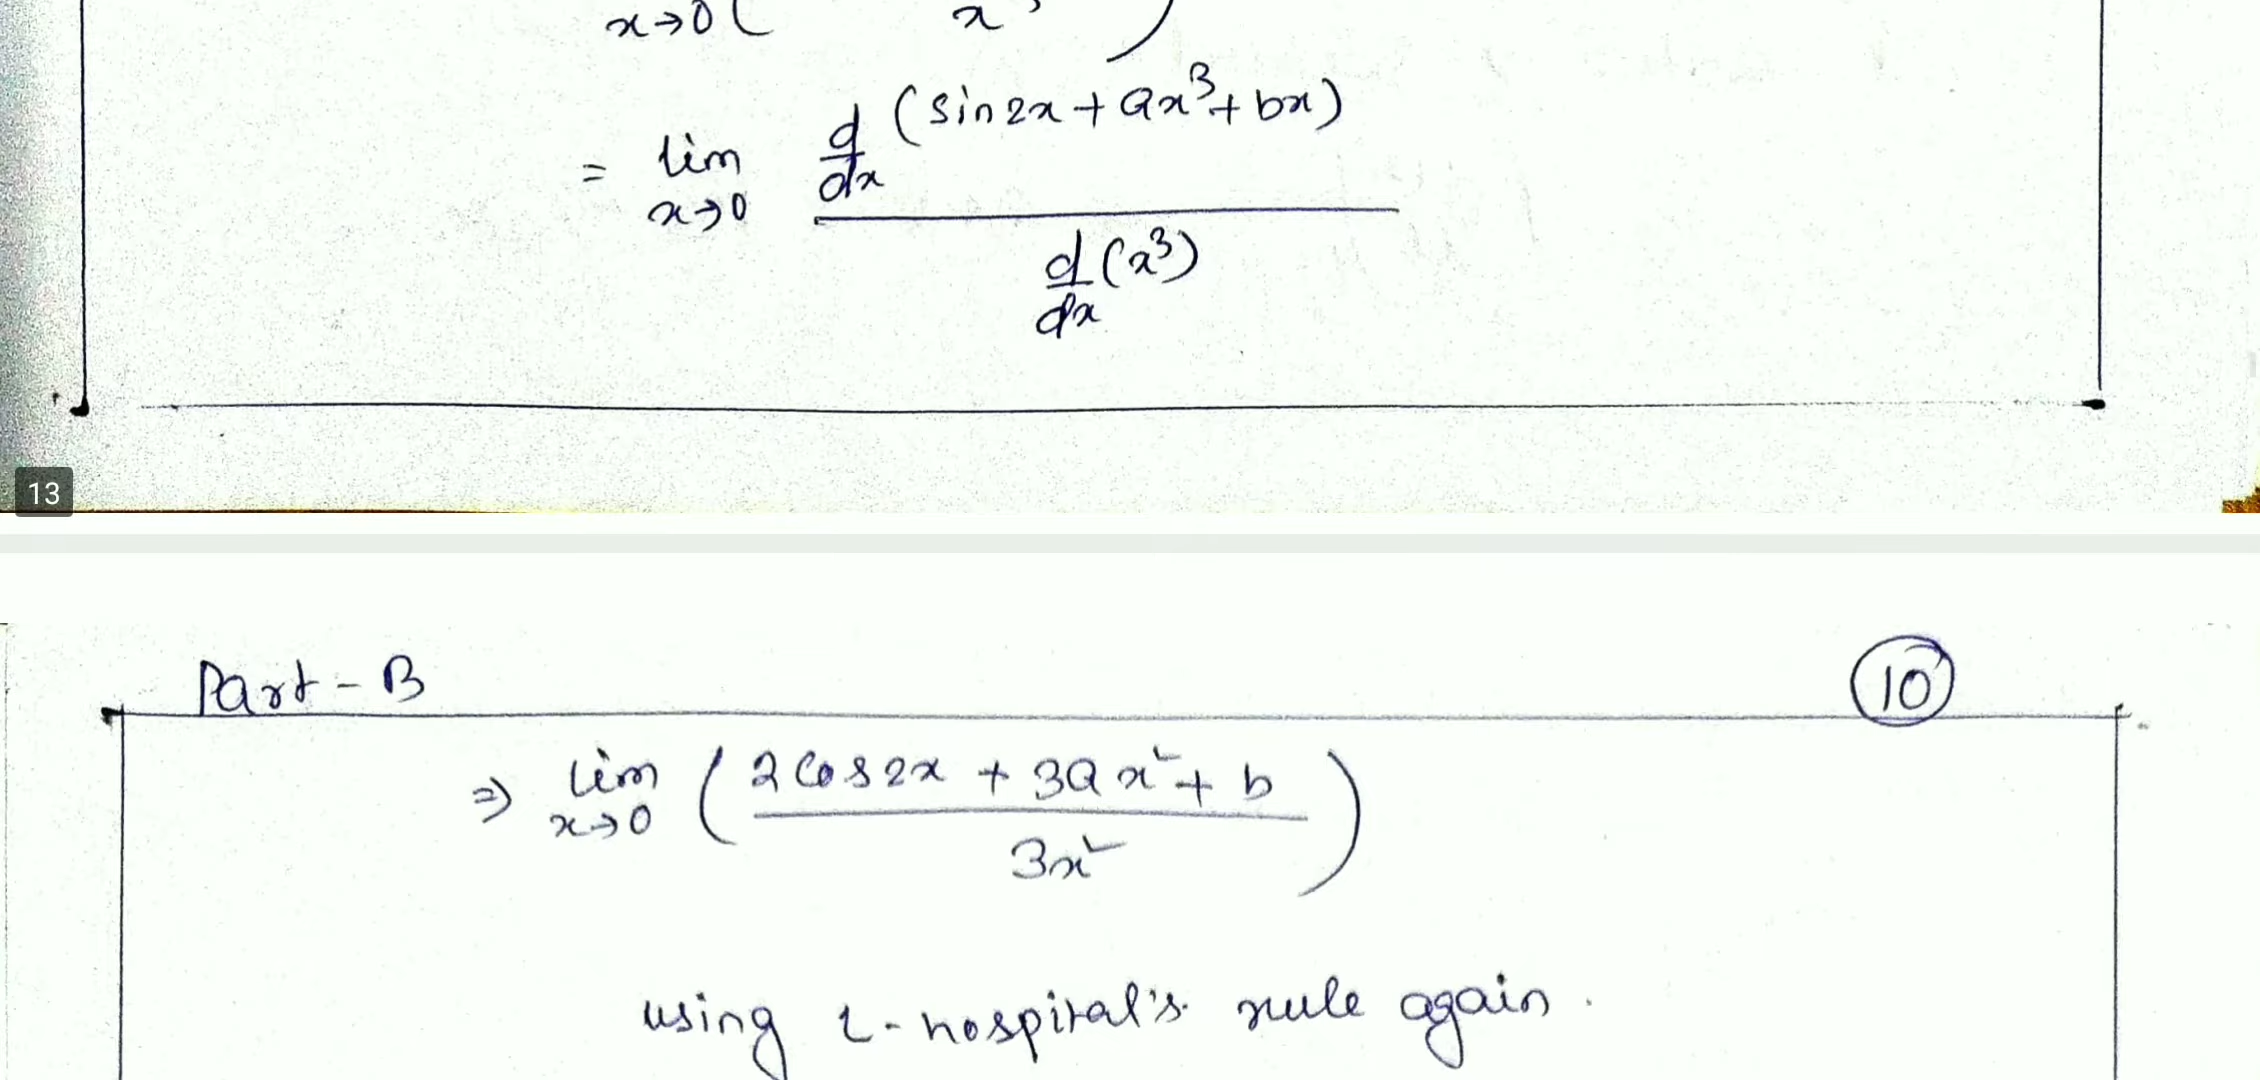 x→0 ( x³ )
= lim x→0 d/dx (sin2x + ax³ + bx)
d/dx (x³)
13
Part - B
10
⇒ lim x→0 ( 2cos2x + 3ax² + b / 3x² )
using L-hospital's rule again.